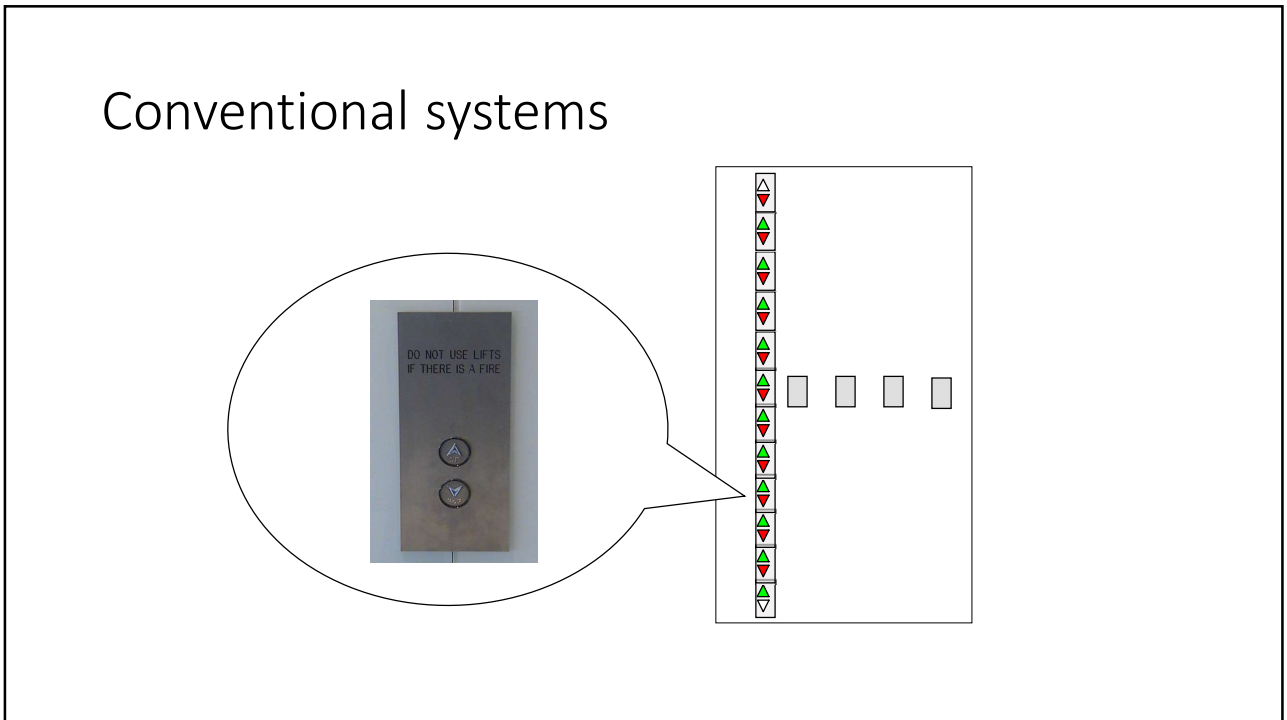 Conventional systems
DO NOT USE LIFTS
IF THERE IS A FIRE